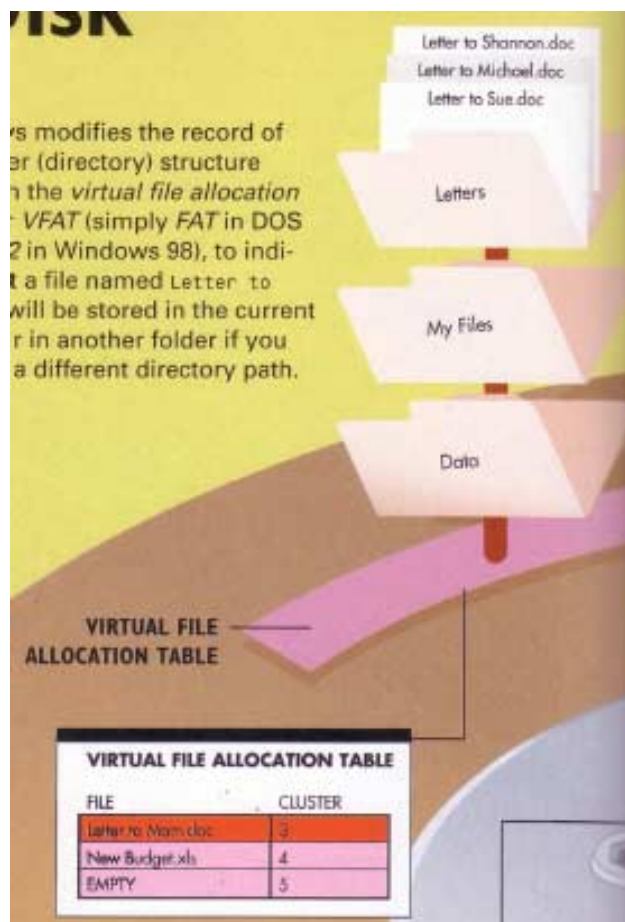 DISK
ys modifies the record of
er (directory) structure
n the virtual file allocation
r VFAT (simply FAT in DOS
2 in Windows 98), to indi-
t a file named Letter to
will be stored in the current
r in another folder if you
a different directory path.
Letter to Shannon.doc
Letter to Michael.doc
Letter to Sue.doc
Letters
My Files
Data
VIRTUAL FILE
ALLOCATION TABLE
VIRTUAL FILE ALLOCATION TABLE
FILE CLUSTER
Letter to Mom.doc 3
New Budget.xls 4
EMPTY 5